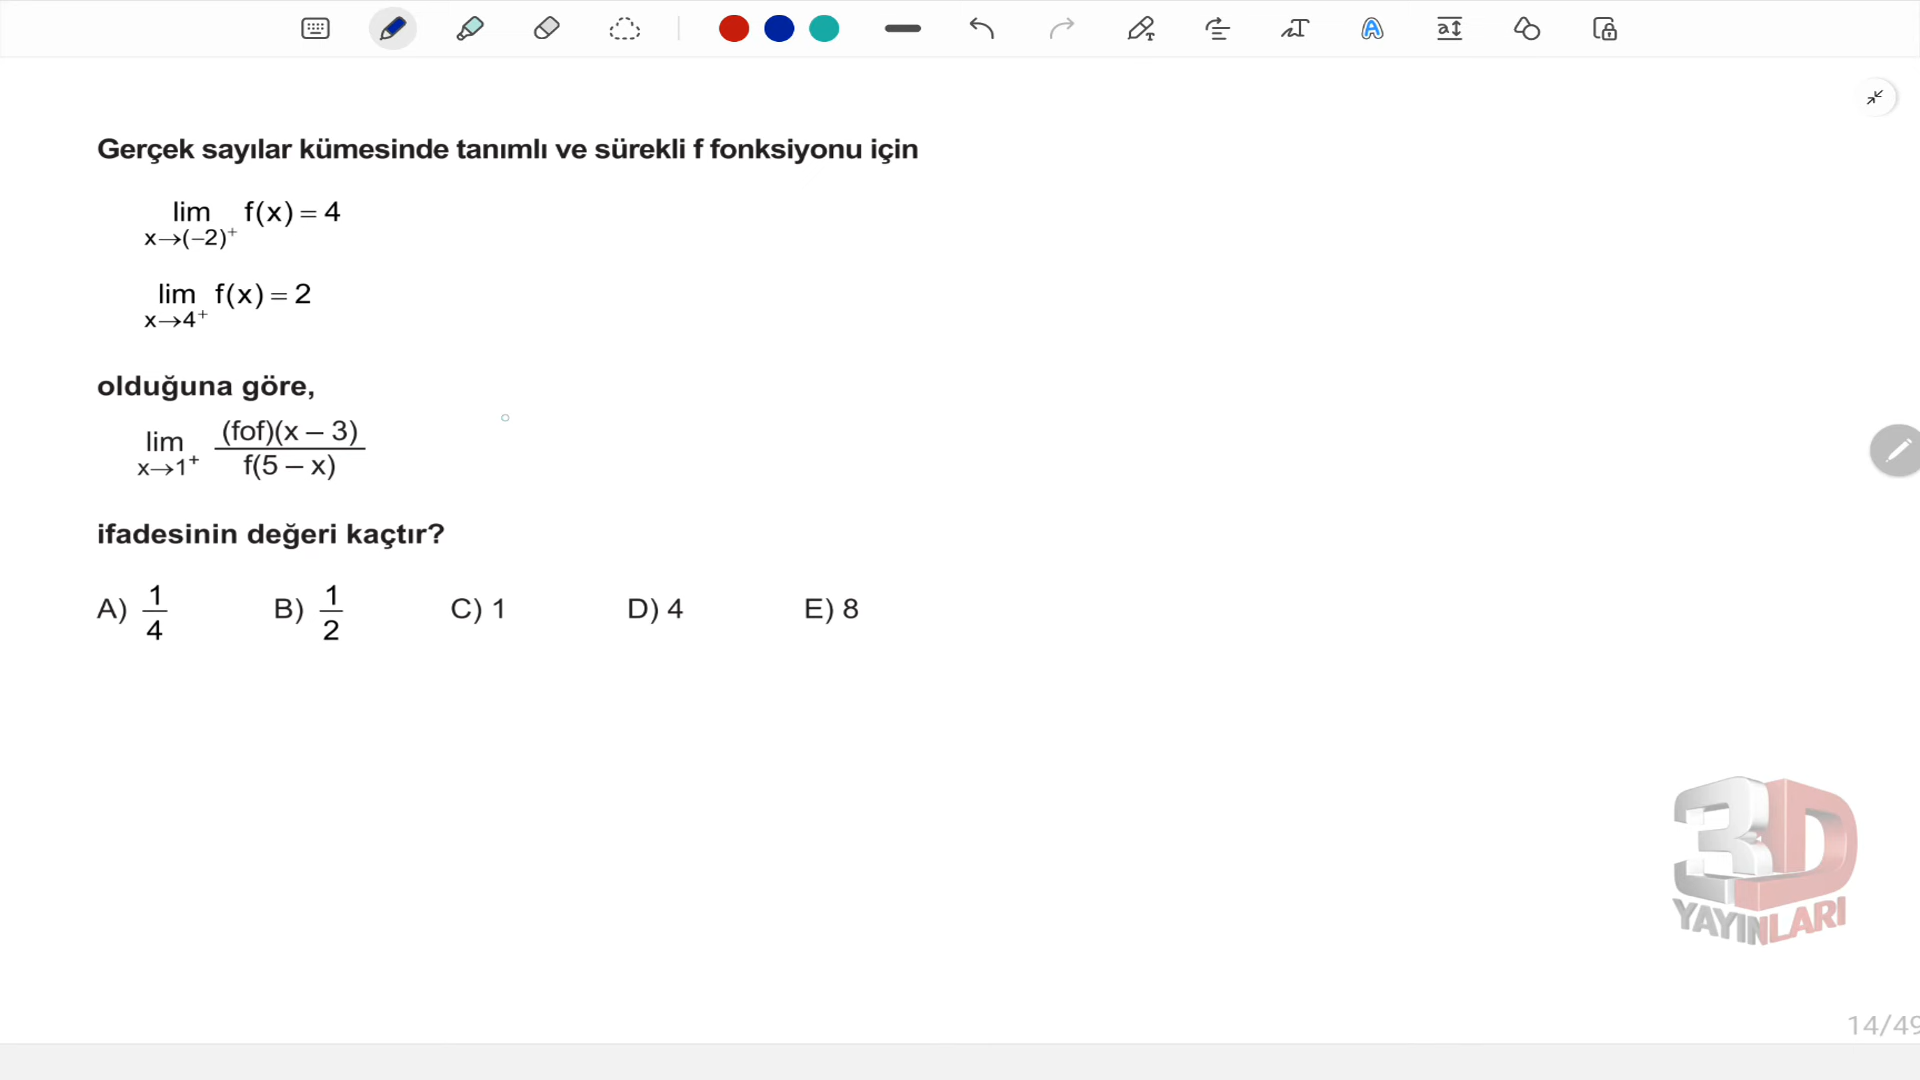 Gerçek sayılar kümesinde tanımlı ve sürekli f fonksiyonu için
lim f(x) = 4
x→(−2)⁺
lim f(x) = 2
x→4⁺
olduğuna göre,
lim (fof)(x – 3)
x→1⁺ f(5 – x)
ifadesinin değeri kaçtır?
A) 1/4 B) 1/2 C) 1 D) 4 E) 8
3D
YAYINLARI
14/49